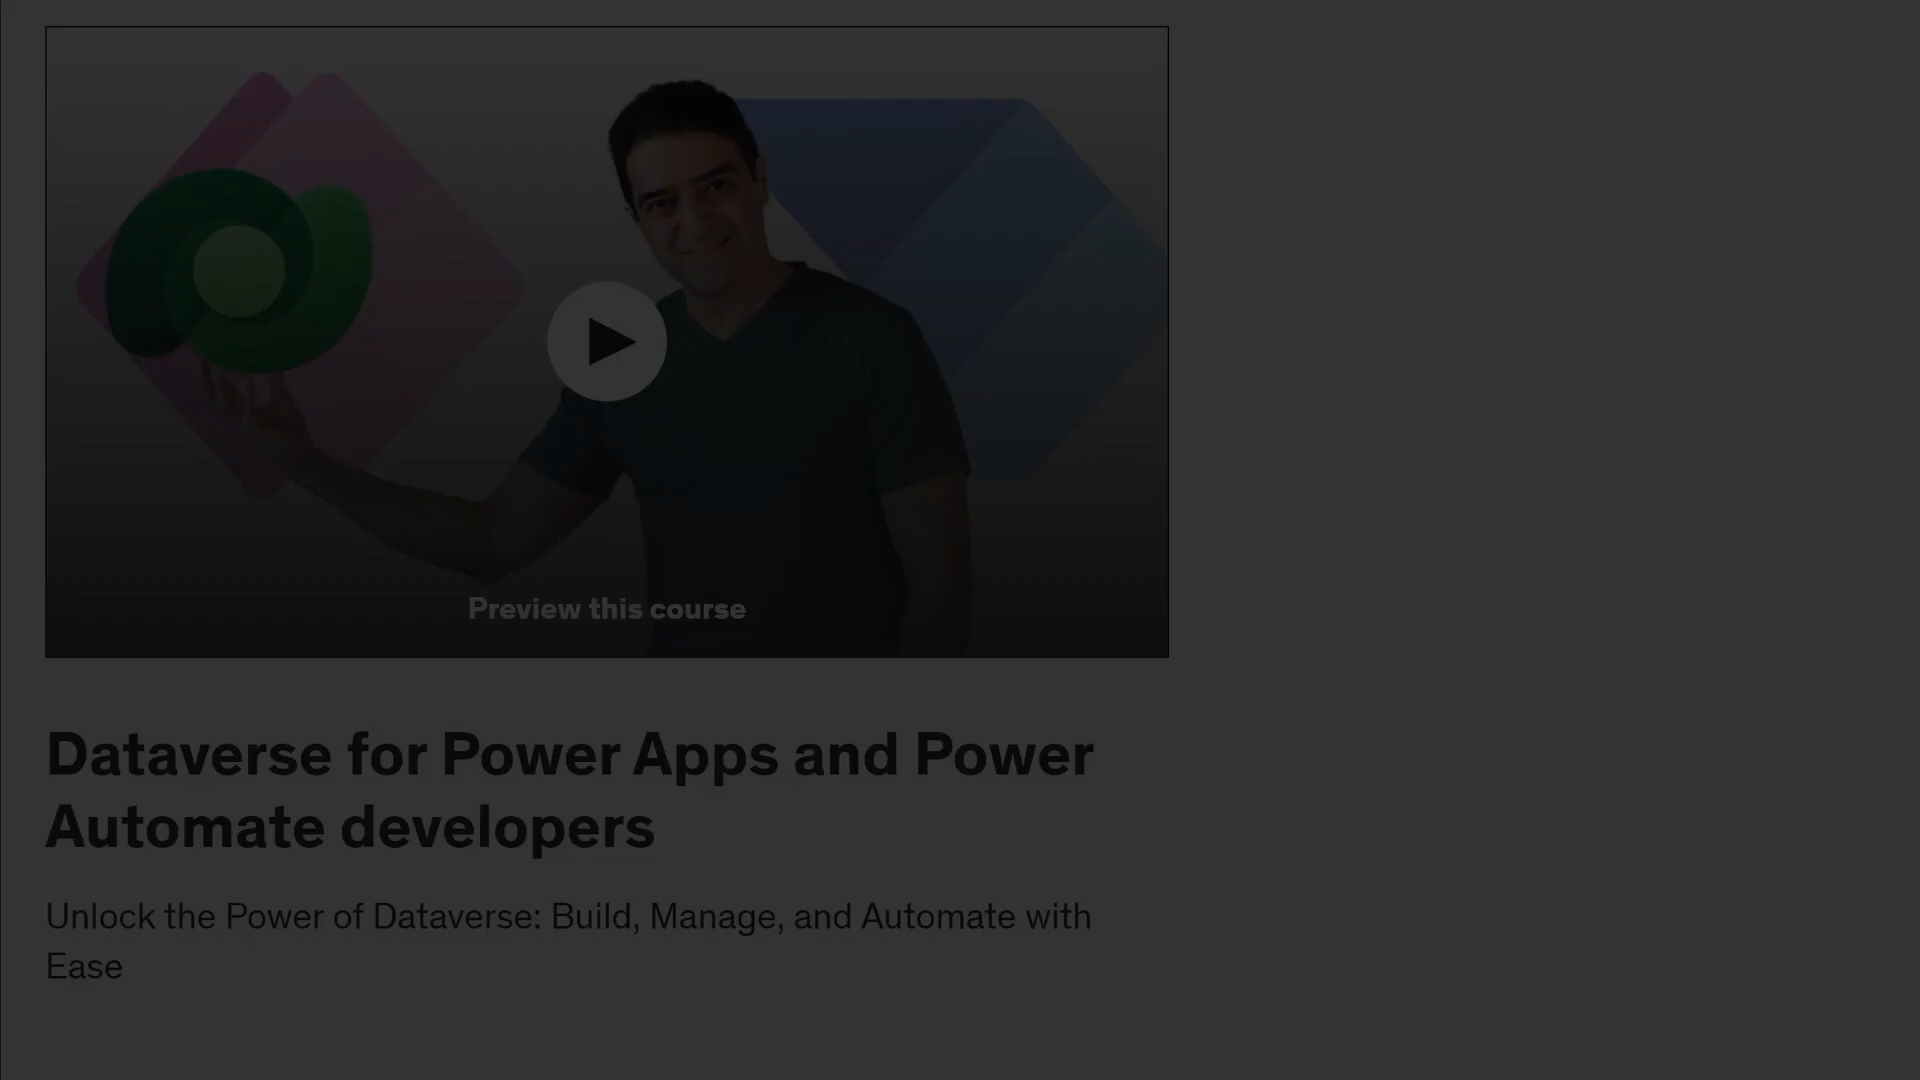 Preview this course
Dataverse for Power Apps and Power
Automate developers
Unlock the Power of Dataverse: Build, Manage, and Automate with
Ease